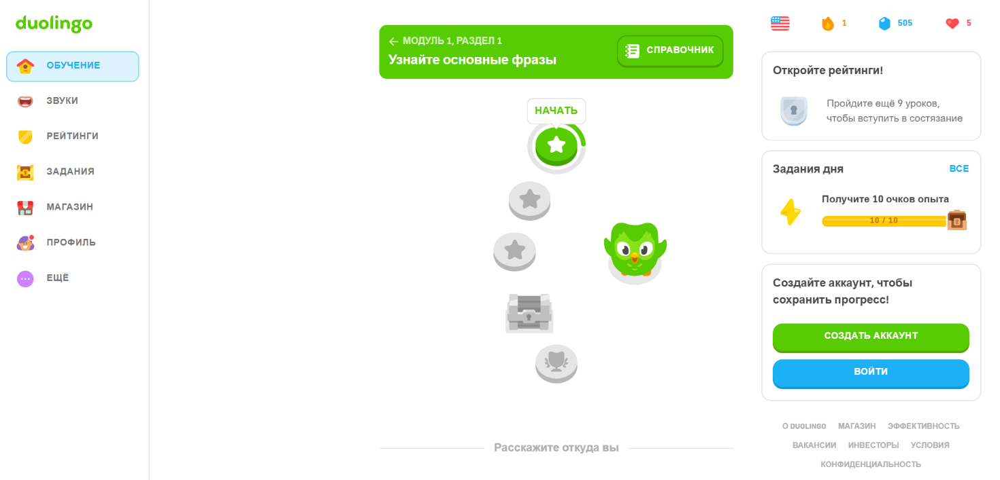 duolingo
ОБУЧЕНИЕ
ЗВУКИ
РЕЙТИНГИ
ЗАДАНИЯ
МАГАЗИН
ПРОФИЛЬ
ЕЩЁ
МОДУЛЬ 1, РАЗДЕЛ 1
Узнайте основные фразы
СПРАВОЧНИК
НАЧАТЬ
Расскажите откуда вы
1
505
5
Откройте рейтинги!
Пройдите ещё 9 уроков,
чтобы вступить в состязание
Задания дня
ВСЕ
Получите 10 очков опыта
10 / 10
Создайте аккаунт, чтобы
сохранить прогресс!
СОЗДАТЬ АККАУНТ
ВОЙТИ
О DUOLINGO МАГАЗИН ЭФФЕКТИВНОСТЬ
ВАКАНСИИ ИНВЕСТОРЫ УСЛОВИЯ
КОНФИДЕНЦИАЛЬНОСТЬ